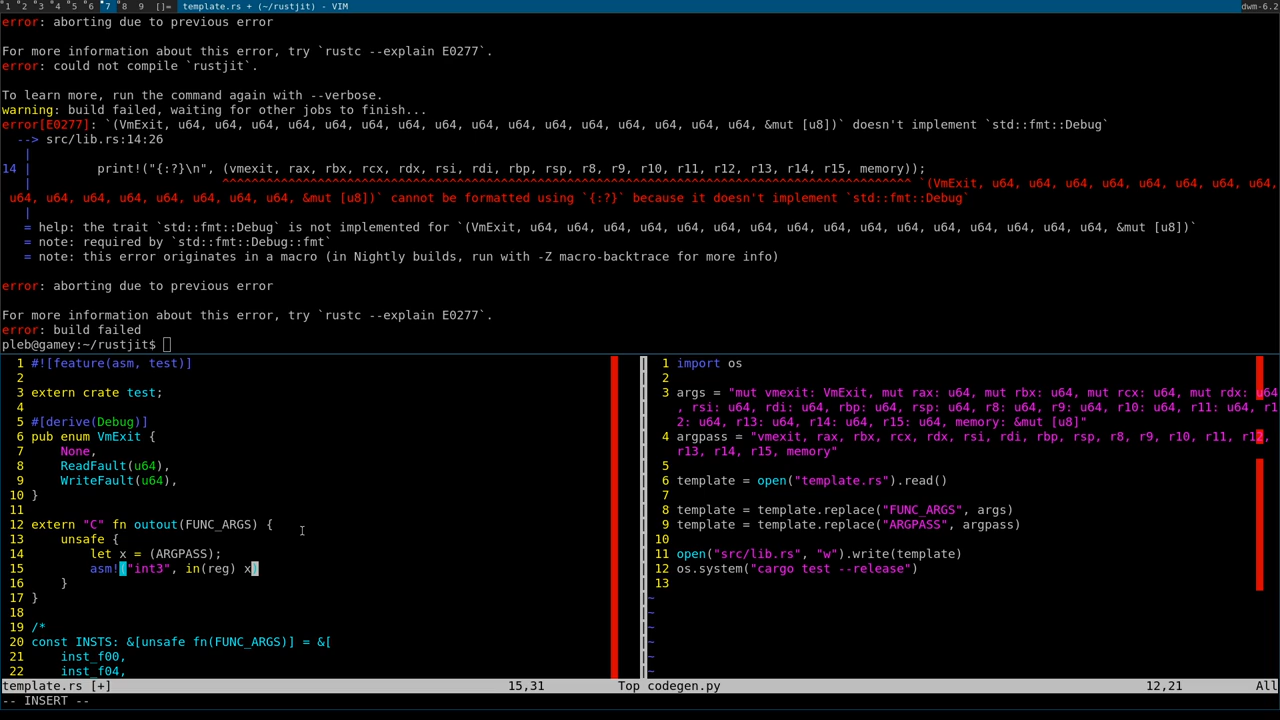 1 2 3 4 5 6 7 8 9 []= template.rs + (~/rustjit) - VIM dwm-6.2
error: aborting due to previous error
For more information about this error, try `rustc --explain E0277`.
error: could not compile `rustjit`.
To learn more, run the command again with --verbose.
warning: build failed, waiting for other jobs to finish...
error[E0277]: `(VmExit, u64, u64, u64, u64, u64, u64, u64, u64, u64, u64, u64, u64, u64, u64, u64, u64, &mut [u8])` doesn't implement `std::fmt::Debug`
--> src/lib.rs:14:26
|
14 | print!("{:?}\n", (vmexit, rax, rbx, rcx, rdx, rsi, rdi, rbp, rsp, r8, r9, r10, r11, r12, r13, r14, r15, memory));
| ^^^^^^^^^^^^^^^^^^^^^^^^^^^^^^^^^^^^^^^^^^^^^^^^^^^^^^^^^^^^^^^^^^^^^^^^^^^^^^^^^^^^^^^^^^^^^^ `(VmExit, u64, u64, u64, u64, u64, u64, u64,
u64, u64, u64, u64, u64, u64, u64, u64, &mut [u8])` cannot be formatted using `{:?}` because it doesn't implement `std::fmt::Debug`
|
= help: the trait `std::fmt::Debug` is not implemented for `(VmExit, u64, u64, u64, u64, u64, u64, u64, u64, u64, u64, u64, u64, u64, u64, u64, u64, &mut [u8])`
= note: required by `std::fmt::Debug::fmt`
= note: this error originates in a macro (in Nightly builds, run with -Z macro-backtrace for more info)
error: aborting due to previous error
For more information about this error, try `rustc --explain E0277`.
error: build failed
pleb@gamey:~/rustjit$
1 #![feature(asm, test)]
2
3 extern crate test;
4
5 #[derive(Debug)]
6 pub enum VmExit {
7 None,
8 ReadFault(u64),
9 WriteFault(u64),
10 }
11
12 extern "C" fn outout(FUNC_ARGS) {
13 unsafe {
14 let x = (ARGPASS);
15 asm!("int3", in(reg) x)
16 }
17 }
18
19 /*
20 const INSTS: &[unsafe fn(FUNC_ARGS)] = &[
21 inst_f00,
22 inst_f04,
template.rs [+] 15,31 Top
1 import os
2
3 args = "mut vmexit: VmExit, mut rax: u64, mut rbx: u64, mut rcx: u64, mut rdx: u64
, rsi: u64, rdi: u64, rbp: u64, rsp: u64, r8: u64, r9: u64, r10: u64, r11: u64, r1
2: u64, r13: u64, r14: u64, r15: u64, memory: &mut [u8]"
4 argpass = "vmexit, rax, rbx, rcx, rdx, rsi, rdi, rbp, rsp, r8, r9, r10, r11, r12,
r13, r14, r15, memory"
5
6 template = open("template.rs").read()
7
8 template = template.replace("FUNC_ARGS", args)
9 template = template.replace("ARGPASS", argpass)
10
11 open("src/lib.rs", "w").write(template)
12 os.system("cargo test --release")
13
~
~
~
~
~
~
codegen.py 12,21 All
-- INSERT --